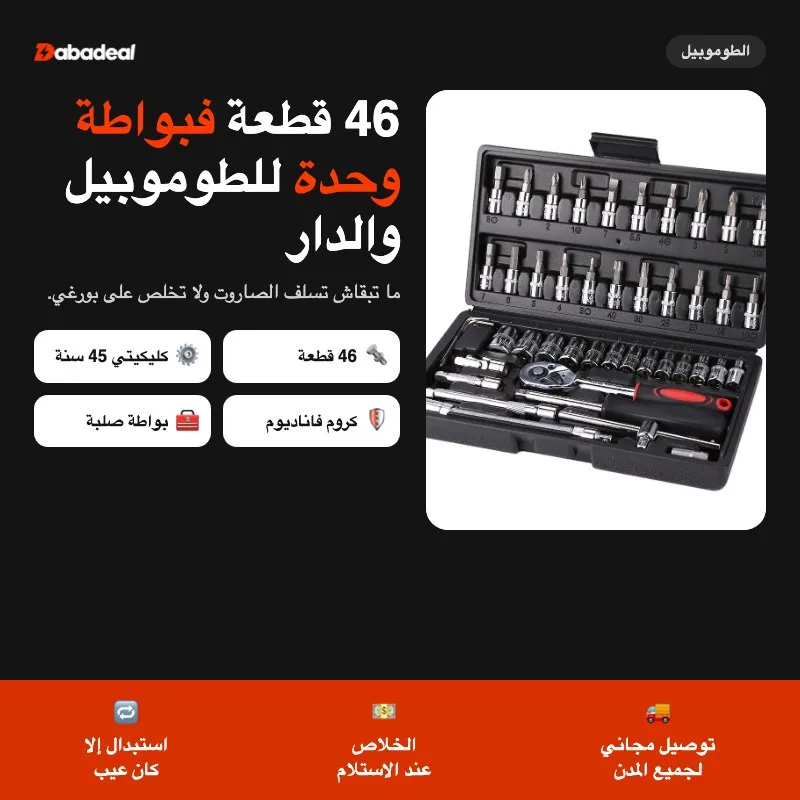 Dabadeal
الطوموبيل
46 قطعة فبواطة
وحدة للطوموبيل
والدار
ما تبقاش تسلف الصاروت ولا تخلص على بورغي.
46 قطعة
كليكيتي 45 سنة
كروم فاناديوم
بواطة صلبة
توصيل مجاني
لجميع المدن
الخلاص
عند الاستلام
استبدال إلا
كان عيب